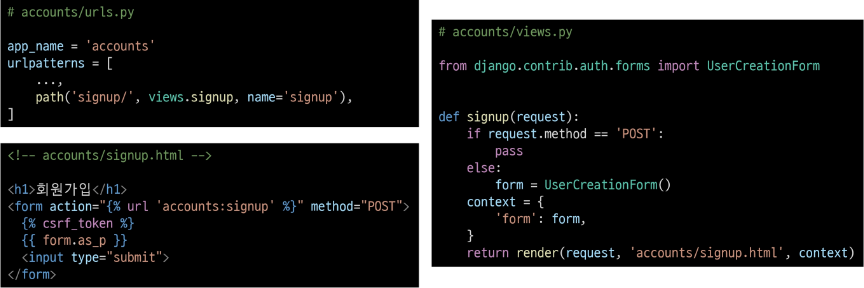 # accounts/urls.py
app_name = 'accounts'
urlpatterns = [
    ...,
    path('signup/', views.signup, name='signup'),
]
<!-- accounts/signup.html -->
<h1>회원가입</h1>
<form action="{% url 'accounts:signup' %}" method="POST">
  {% csrf_token %}
  {{ form.as_p }}
  <input type="submit">
</form>
# accounts/views.py
from django.contrib.auth.forms import UserCreationForm
def signup(request):
    if request.method == 'POST':
        pass
    else:
        form = UserCreationForm()
    context = {
        'form': form,
    }
    return render(request, 'accounts/signup.html', context)